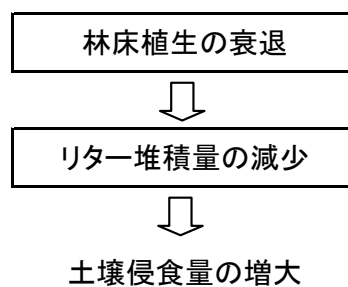 林床植生の衰退
リター堆積量の減少
土壌侵食量の増大